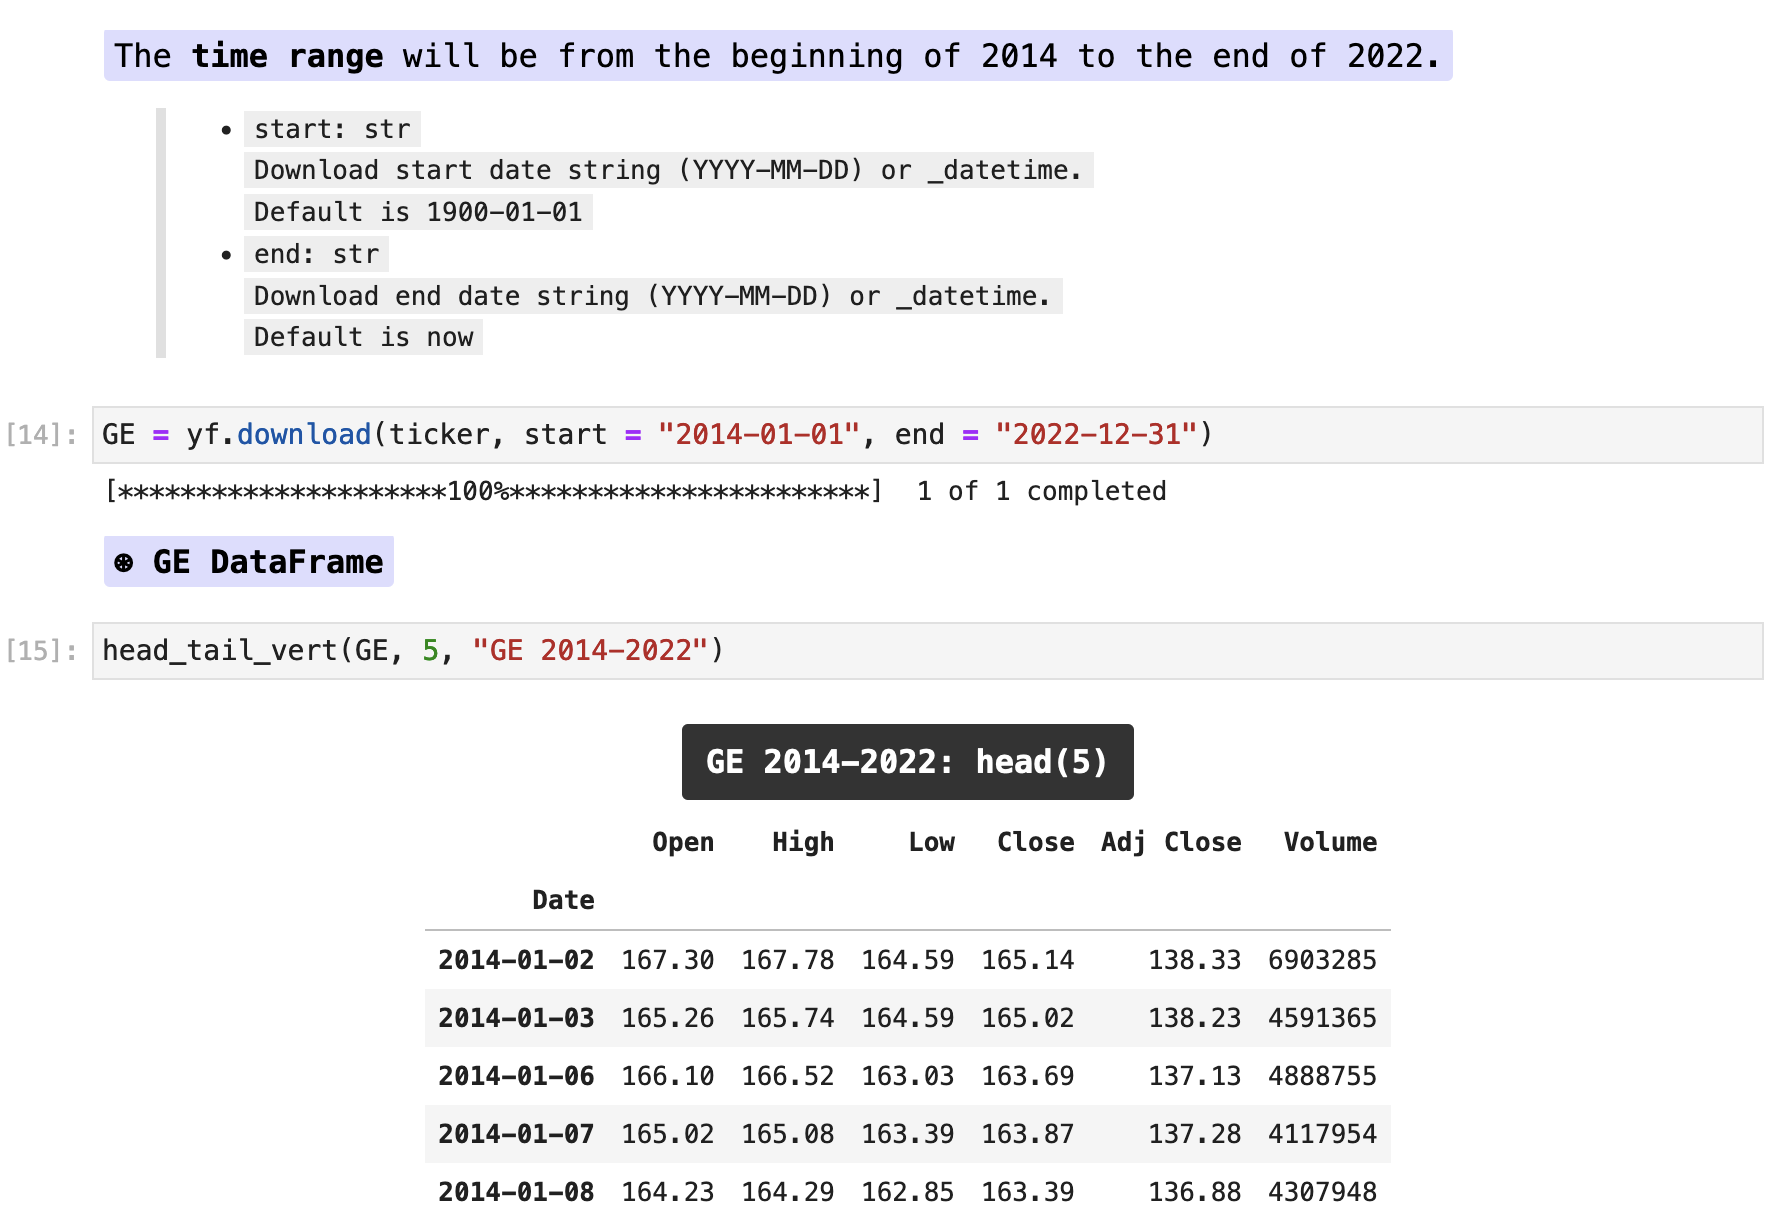 The time range will be from the beginning of 2014 to the end of 2022.
• start: str
Download start date string (YYYY-MM-DD) or _datetime.
Default is 1900-01-01
• end: str
Download end date string (YYYY-MM-DD) or _datetime.
Default is now
[14]: GE = yf.download(ticker, start = "2014-01-01", end = "2022-12-31")
[*********************100%***********************]  1 of 1 completed
⊛ GE DataFrame
[15]: head_tail_vert(GE, 5, "GE 2014-2022")
GE 2014-2022: head(5)
Open High Low Close Adj Close Volume
Date
2014-01-02 167.30 167.78 164.59 165.14 138.33 6903285
2014-01-03 165.26 165.74 164.59 165.02 138.23 4591365
2014-01-06 166.10 166.52 163.03 163.69 137.13 4888755
2014-01-07 165.02 165.08 163.39 163.87 137.28 4117954
2014-01-08 164.23 164.29 162.85 163.39 136.88 4307948